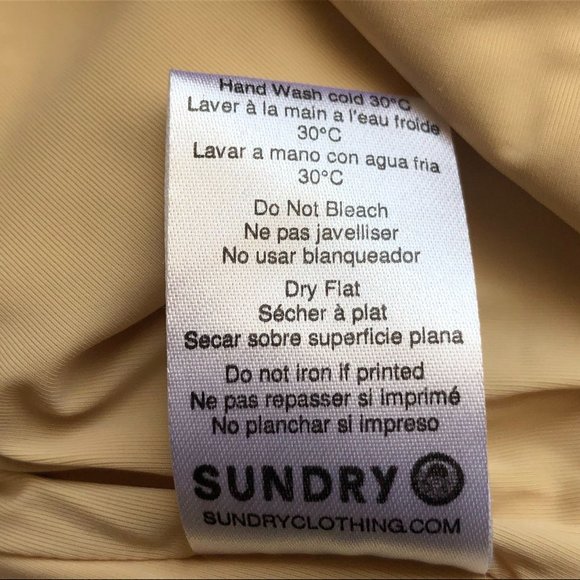 Hand Wash cold 30°C
Laver à la main a l'eau froide
30°C
Lavar a mano con agua fria
30°C
Do Not Bleach
Ne pas javelliser
No usar blanqueador
Dry Flat
Sécher à plat
Secar sobre superficie plana
Do not iron if printed
Ne pas repasser si imprimé
No planchar si impreso
SUNDRY
SUNDRYCLOTHING.COM